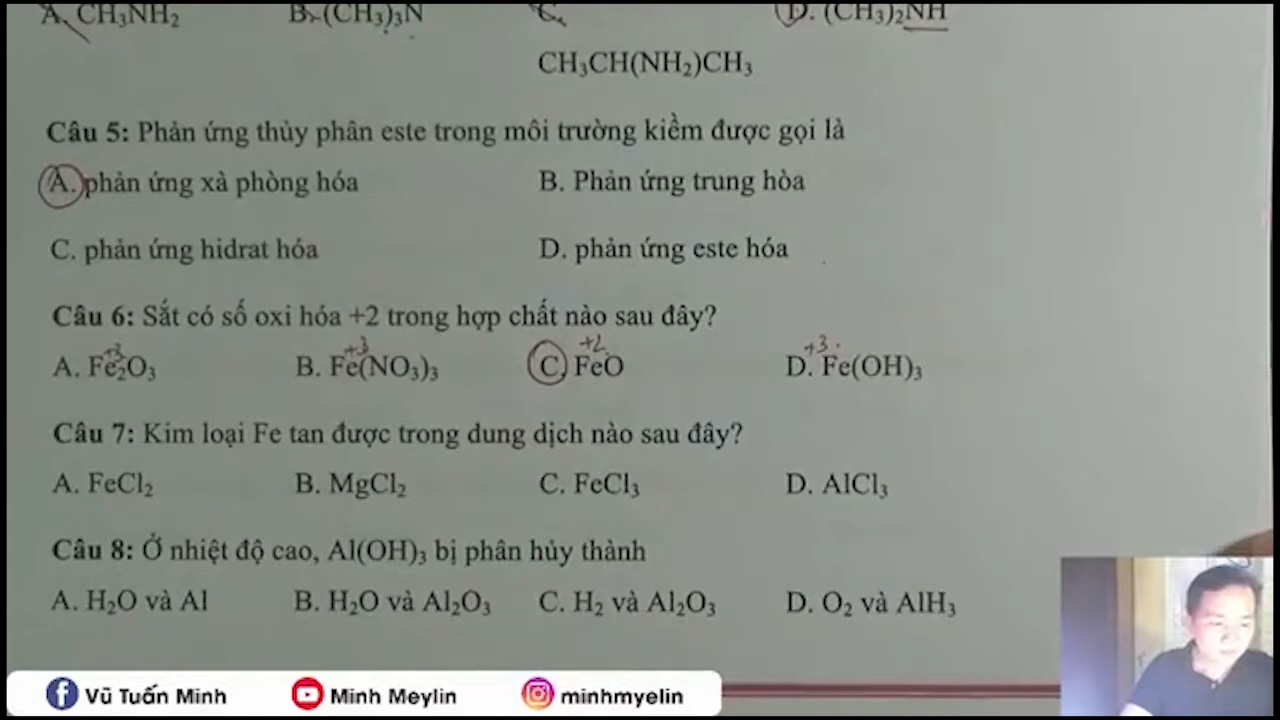 A. CH₃NH₂ B. (CH₃)₃N C. D. (CH₃)₂NH
CH₃CH(NH₂)CH₃
Câu 5: Phản ứng thủy phân este trong môi trường kiềm được gọi là
A. phản ứng xà phòng hóa B. Phản ứng trung hòa
C. phản ứng hidrat hóa D. phản ứng este hóa
Câu 6: Sắt có số oxi hóa +2 trong hợp chất nào sau đây?
+3 +3 +2 +3
A. Fe₂O₃ B. Fe(NO₃)₃ C. FeO D. Fe(OH)₃
Câu 7: Kim loại Fe tan được trong dung dịch nào sau đây?
A. FeCl₂ B. MgCl₂ C. FeCl₃ D. AlCl₃
Câu 8: Ở nhiệt độ cao, Al(OH)₃ bị phân hủy thành
A. H₂O và Al B. H₂O và Al₂O₃ C. H₂ và Al₂O₃ D. O₂ và AlH₃
Vũ Tuấn Minh Minh Meylin minhmyelin